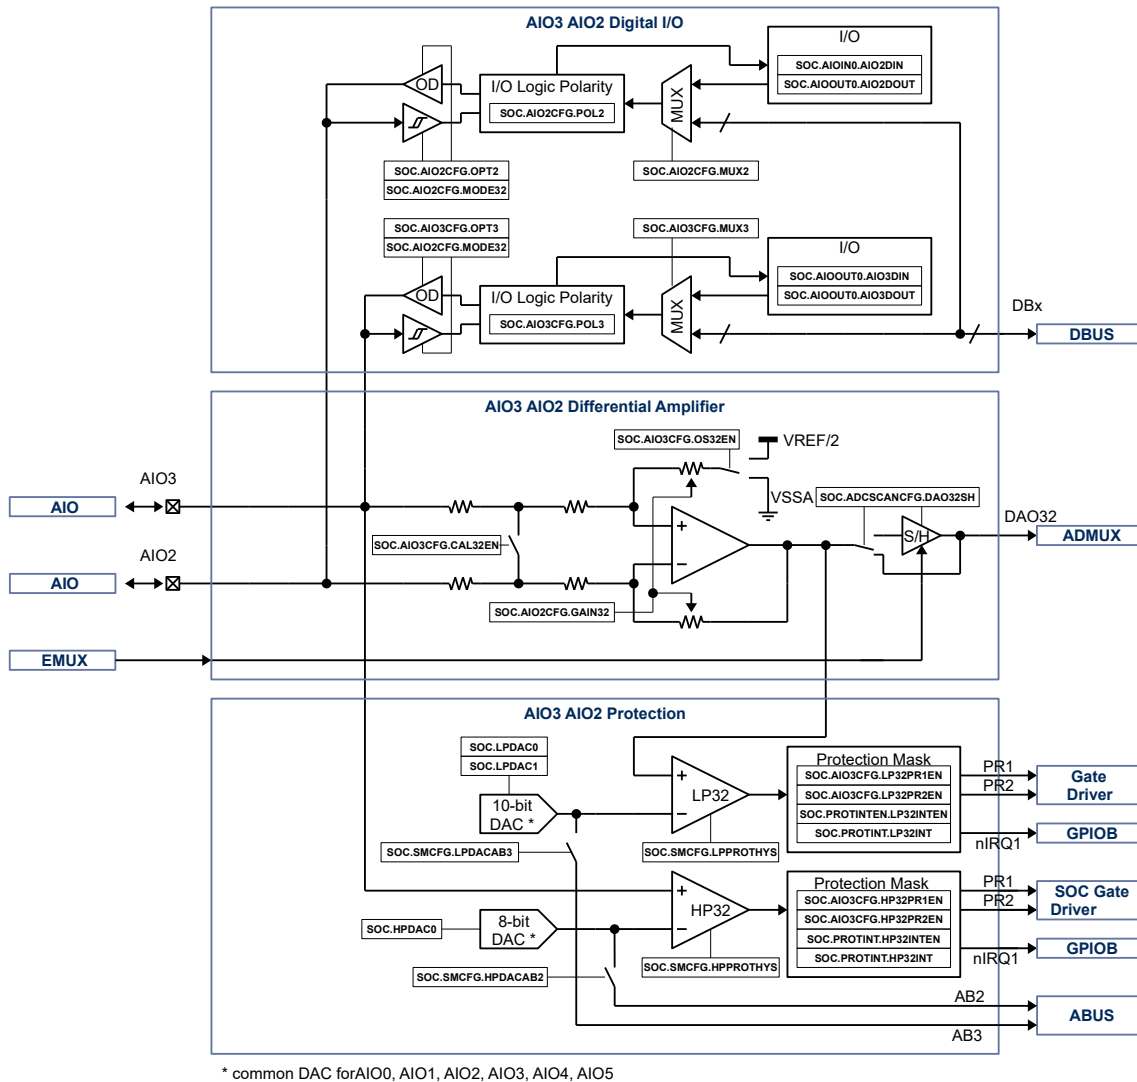 AIO3 AIO2 Digital I/O
I/O
SOC.AIOIN0.AIO2DIN
SOC.AIOOUT0.AIO2DOUT
OD
I/O Logic Polarity
SOC.AIO2CFG.POL2
MUX
SOC.AIO2CFG.OPT2
SOC.AIO2CFG.MODE32
SOC.AIO2CFG.MUX2
SOC.AIO3CFG.OPT3
SOC.AIO2CFG.MODE32
SOC.AIO3CFG.MUX3
I/O
SOC.AIOOUT0.AIO3DIN
SOC.AIOOUT0.AIO3DOUT
OD
I/O Logic Polarity
SOC.AIO3CFG.POL3
MUX
DBx
DBUS
AIO3 AIO2 Differential Amplifier
SOC.AIO3CFG.OS32EN
VREF/2
VSSA
SOC.ADCSCANCFG.DAO32SH
AIO3
AIO
SOC.AIO3CFG.CAL32EN
+
−
S/H
DAO32
ADMUX
AIO2
AIO
SOC.AIO2CFG.GAIN32
EMUX
AIO3 AIO2 Protection
SOC.LPDAC0
SOC.LPDAC1
10-bit
DAC *
+
−
LP32
SOC.SMCFG.LPDACAB3
SOC.SMCFG.LPPROTHYS
Protection Mask
SOC.AIO3CFG.LP32PR1EN
SOC.AIO3CFG.LP32PR2EN
SOC.PROTINTEN.LP32INTEN
SOC.PROTINT.LP32INT
PR1
PR2
nIRQ1
Gate
Driver
GPIOB
SOC.HPDAC0
8-bit
DAC *
+
−
HP32
SOC.SMCFG.HPDACAB2
SOC.SMCFG.HPPROTHYS
Protection Mask
SOC.AIO3CFG.HP32PR1EN
SOC.AIO3CFG.HP32PR2EN
SOC.PROTINT.HP32INTEN
SOC.PROTINT.HP32INT
PR1
PR2
nIRQ1
SOC Gate
Driver
GPIOB
AB2
AB3
ABUS
* common DAC forAIO0, AIO1, AIO2, AIO3, AIO4, AIO5